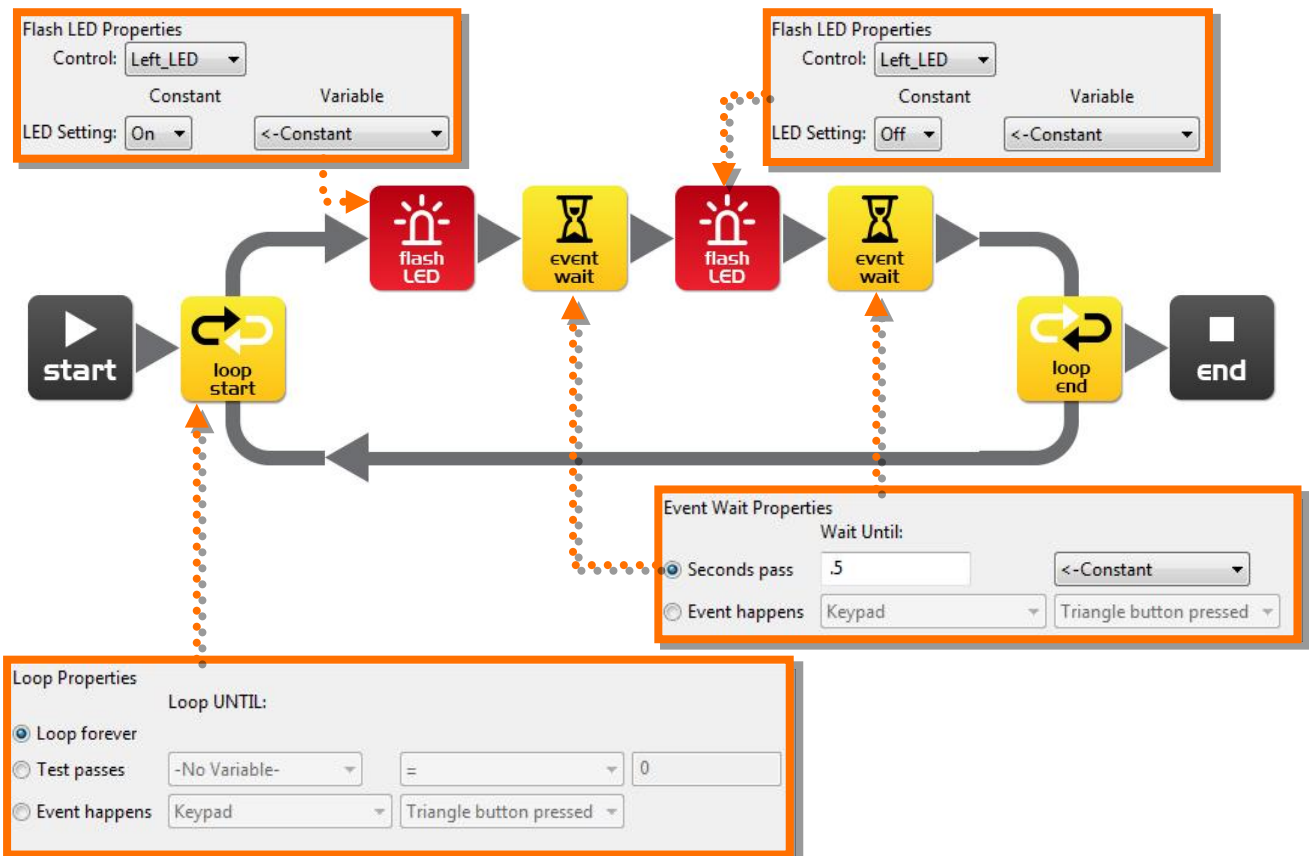 Flash LED Properties
Control: Left_LED
Constant Variable
LED Setting: On <-Constant
Flash LED Properties
Control: Left_LED
Constant Variable
LED Setting: Off <-Constant
flash
LED
event
wait
flash
LED
event
wait
start
loop
start
loop
end
end
Event Wait Properties
Wait Until:
Seconds pass .5 <-Constant
Event happens Keypad Triangle button pressed
Loop Properties
Loop UNTIL:
Loop forever
Test passes -No Variable- = 0
Event happens Keypad Triangle button pressed